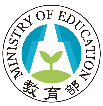 MINISTRY OF EDUCATION
教育部